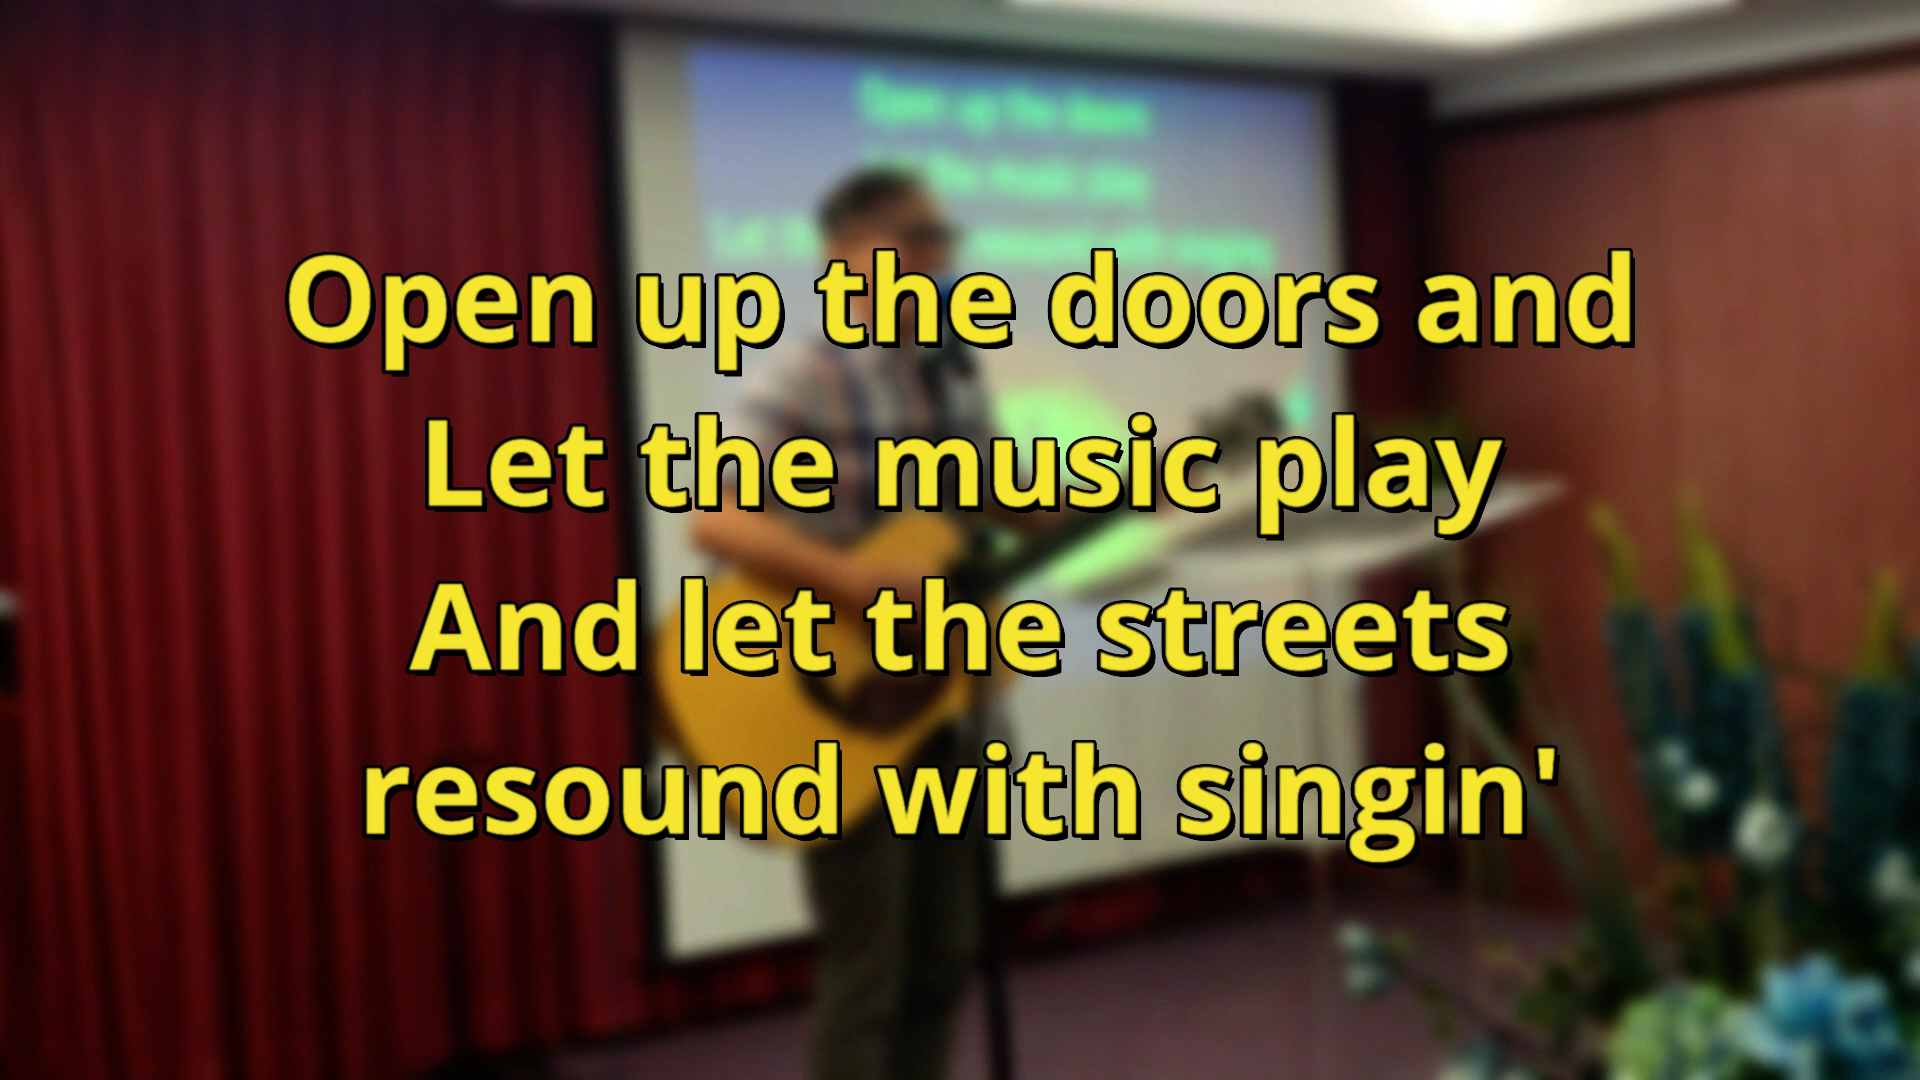 Open up the doors and
Let the music play
And let the streets
resound with singin'